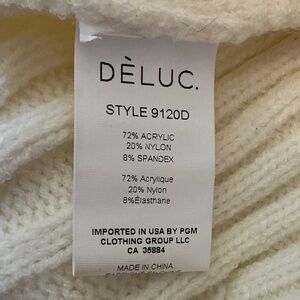 DÈLUC.
STYLE 9120D
72% ACRYLIC
20% NYLON
8% SPANDEX
72% Acrylique
20% Nylon
8%Élasthane
IMPORTED IN USA BY PGM
CLOTHING GROUP LLC
CA 35884
MADE IN CHINA